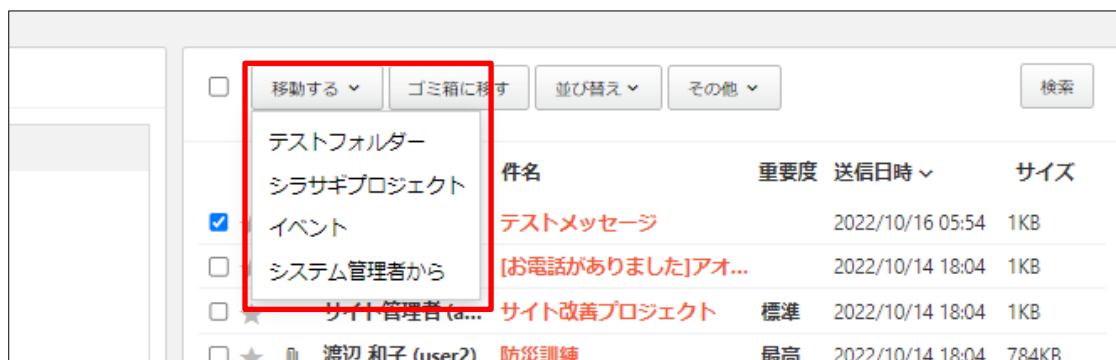 移動する ゴミ箱に移す 並び替え その他 検索
テストフォルダー
シラサギプロジェクト
イベント
システム管理者から
件名 重要度 送信日時 サイズ
テストメッセージ 2022/10/16 05:54 1KB
[お電話がありました]アオ... 2022/10/14 18:04 1KB
サイト管理者 (a... サイト改善プロジェクト 標準 2022/10/14 18:04 1KB
渡辺 和子 (user2) 防災訓練 最高 2022/10/14 18:04 784KB